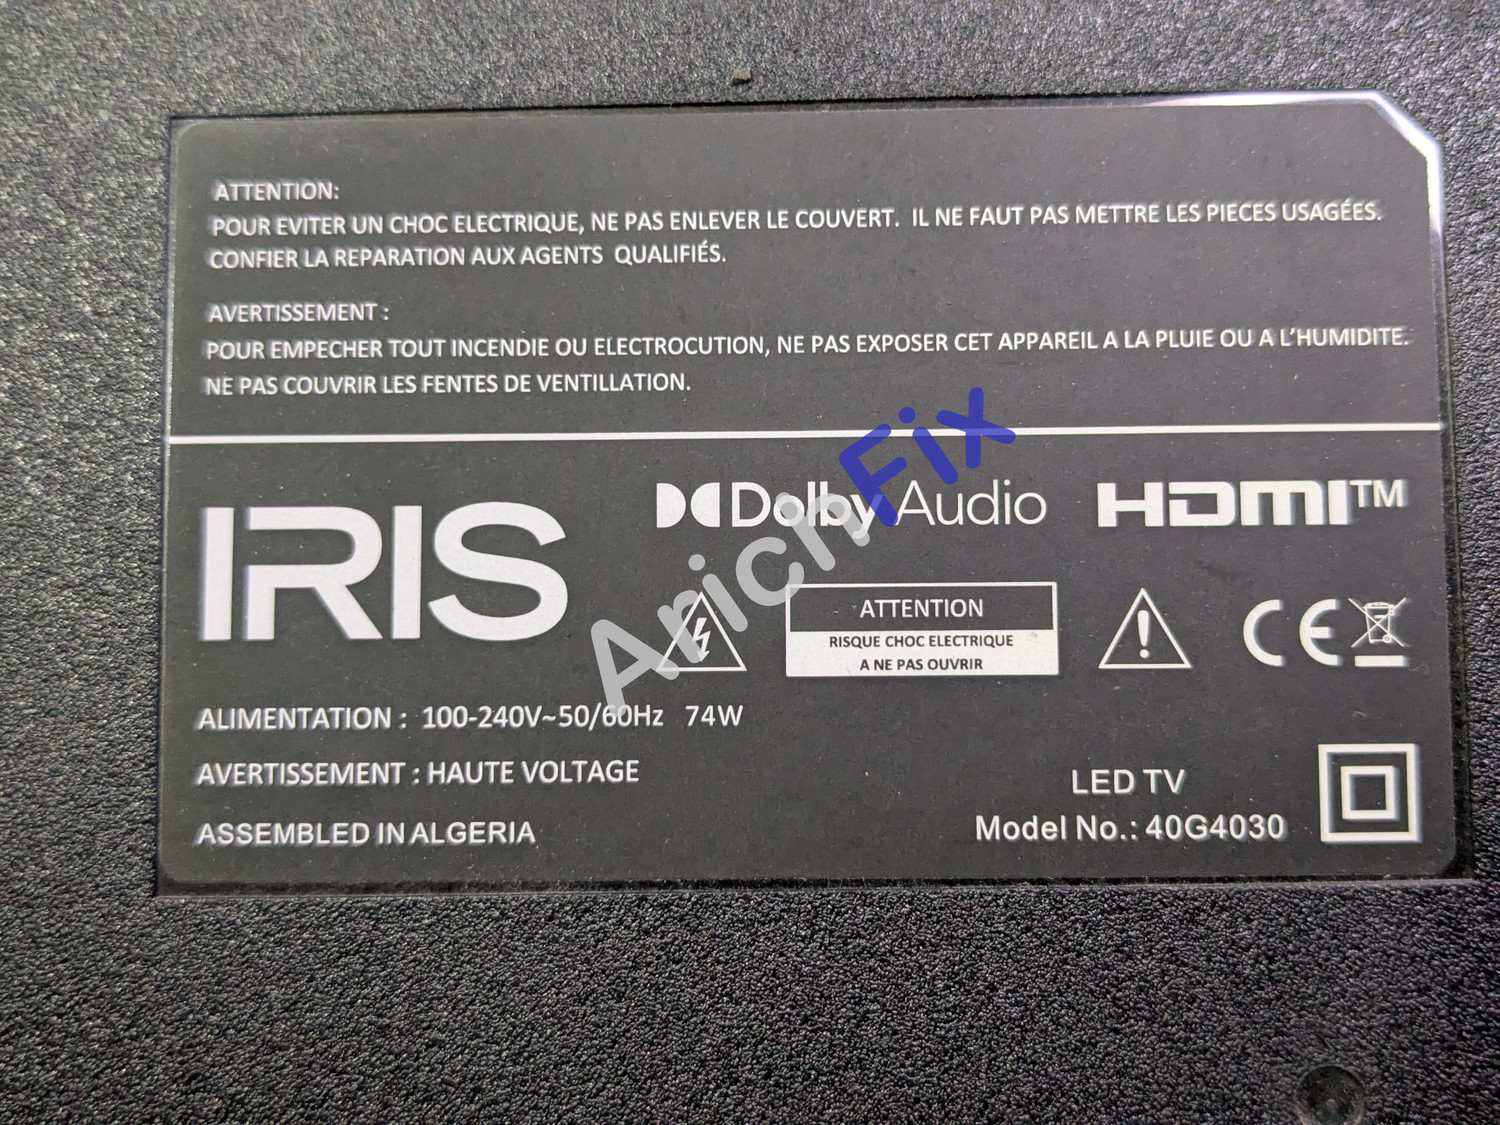 ATTENTION:
POUR EVITER UN CHOC ELECTRIQUE, NE PAS ENLEVER LE COUVERT. IL NE FAUT PAS METTRE LES PIECES USAGÉES.
CONFIER LA REPARATION AUX AGENTS QUALIFIÉS.
AVERTISSEMENT :
POUR EMPECHER TOUT INCENDIE OU ELECTROCUTION, NE PAS EXPOSER CET APPAREIL A LA PLUIE OU A L'HUMIDITE.
NE PAS COUVRIR LES FENTES DE VENTILLATION.
IRIS
Dolby Audio
HDMI™
AnichFix
ATTENTION
RISQUE CHOC ELECTRIQUE
A NE PAS OUVRIR
CE
ALIMENTATION : 100-240V~50/60Hz 74W
AVERTISSEMENT : HAUTE VOLTAGE
ASSEMBLED IN ALGERIA
LED TV
Model No.: 40G4030